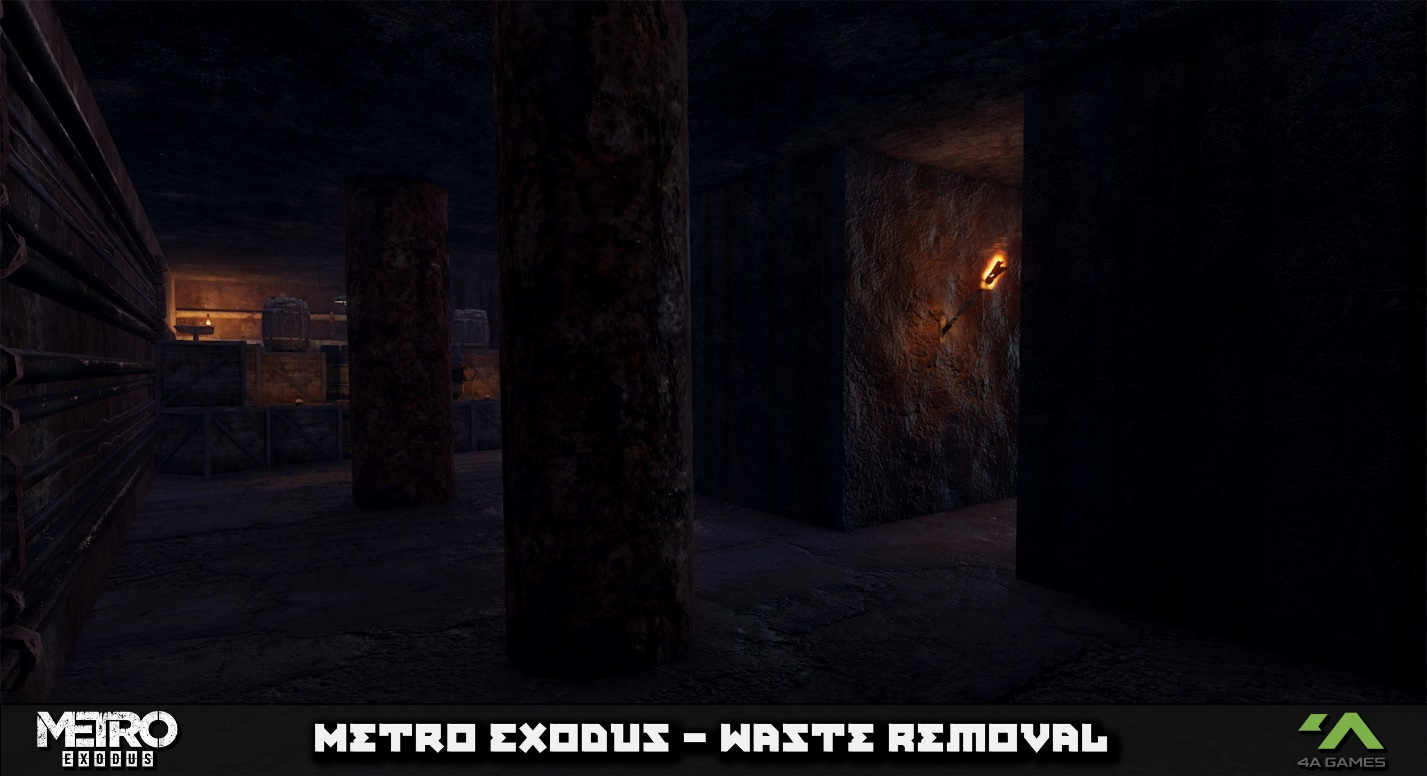 METRO
EXODUS
METRO EXODUS - WASTE REMOVAL
4A GAMES